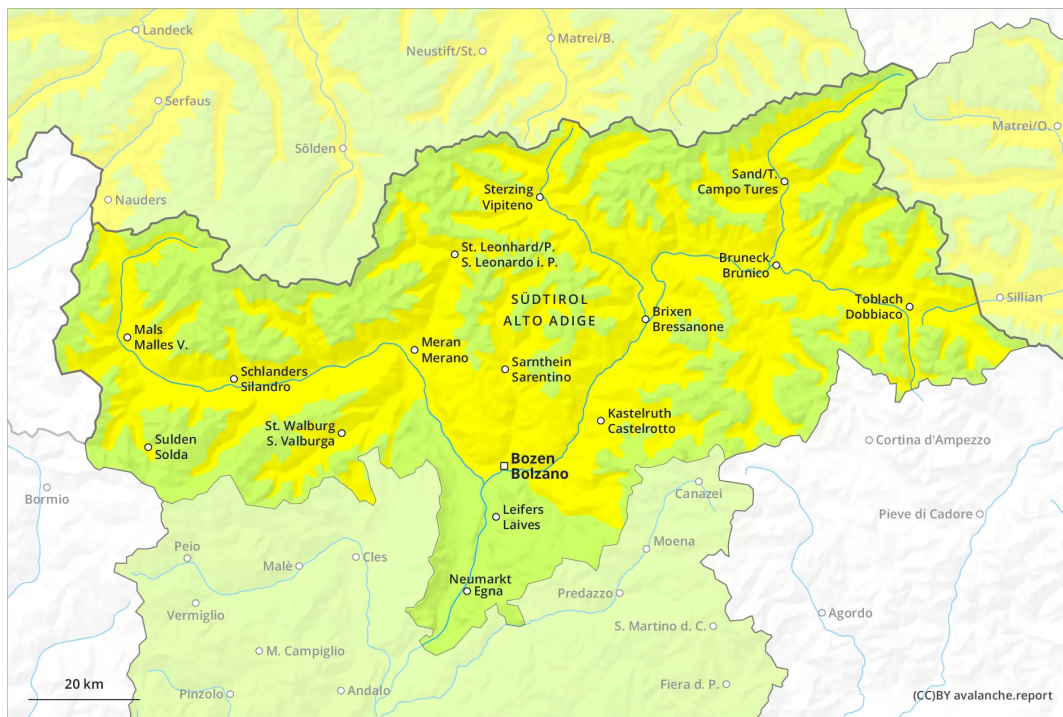 Landeck
Matrei/B.
Neustift/St.
Serfaus
Matrei/O.
Sölden
Sand/T.
Campo Tures
Sterzing
Vipiteno
Nauders
St. Leonhard/P.
S. Leonardo i. P.
Bruneck
Brunico
SÜDTIROL
ALTO ADIGE
Toblach
Dobbiaco
Sillian
Brixen
Bressanone
Mals
Malles V.
Meran
Merano
Sarnthein
Sarentino
Schlanders
Silandro
Kastelruth
Castelrotto
St. Walburg
S. Valburga
Sulden
Solda
Cortina d'Ampezzo
Bozen
Bolzano
Bormio
Canazei
Leifers
Laives
Pieve di Cadore
Moena
Peio
Cles
Malè
Neumarkt
Egna
Predazzo
Vermiglio
Agordo
S. Martino d. C.
M. Campiglio
20 km
Pinzolo
Andalo
Fiera d. P.
(CC)BY avalanche.report